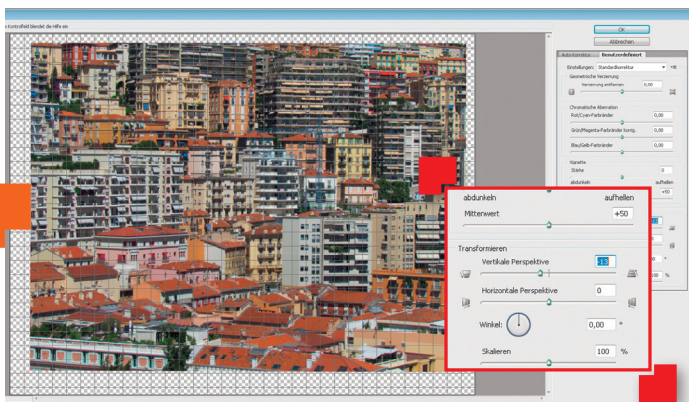 Kontrollfeld blendet die Hilfe ein
OK
Abbrechen
Auto-Korrektur Benutzerdefiniert
Einstellungen: Standardkorrektur
Geometrische Verzerrung
Verzerrung entfernen 0,00
Chromatische Aberration
Rot/Cyan-Farbränder 0,00
Grün/Magenta-Farbränder korrig. 0,00
Blau/Gelb-Farbränder 0,00
Vignette
Stärke 0
abdunkeln aufhellen
+50
abdunkeln aufhellen
Mittenwert +50
Transformieren
Vertikale Perspektive -13
Horizontale Perspektive 0
Winkel: 0,00 °
Skalieren 100 %
100 %